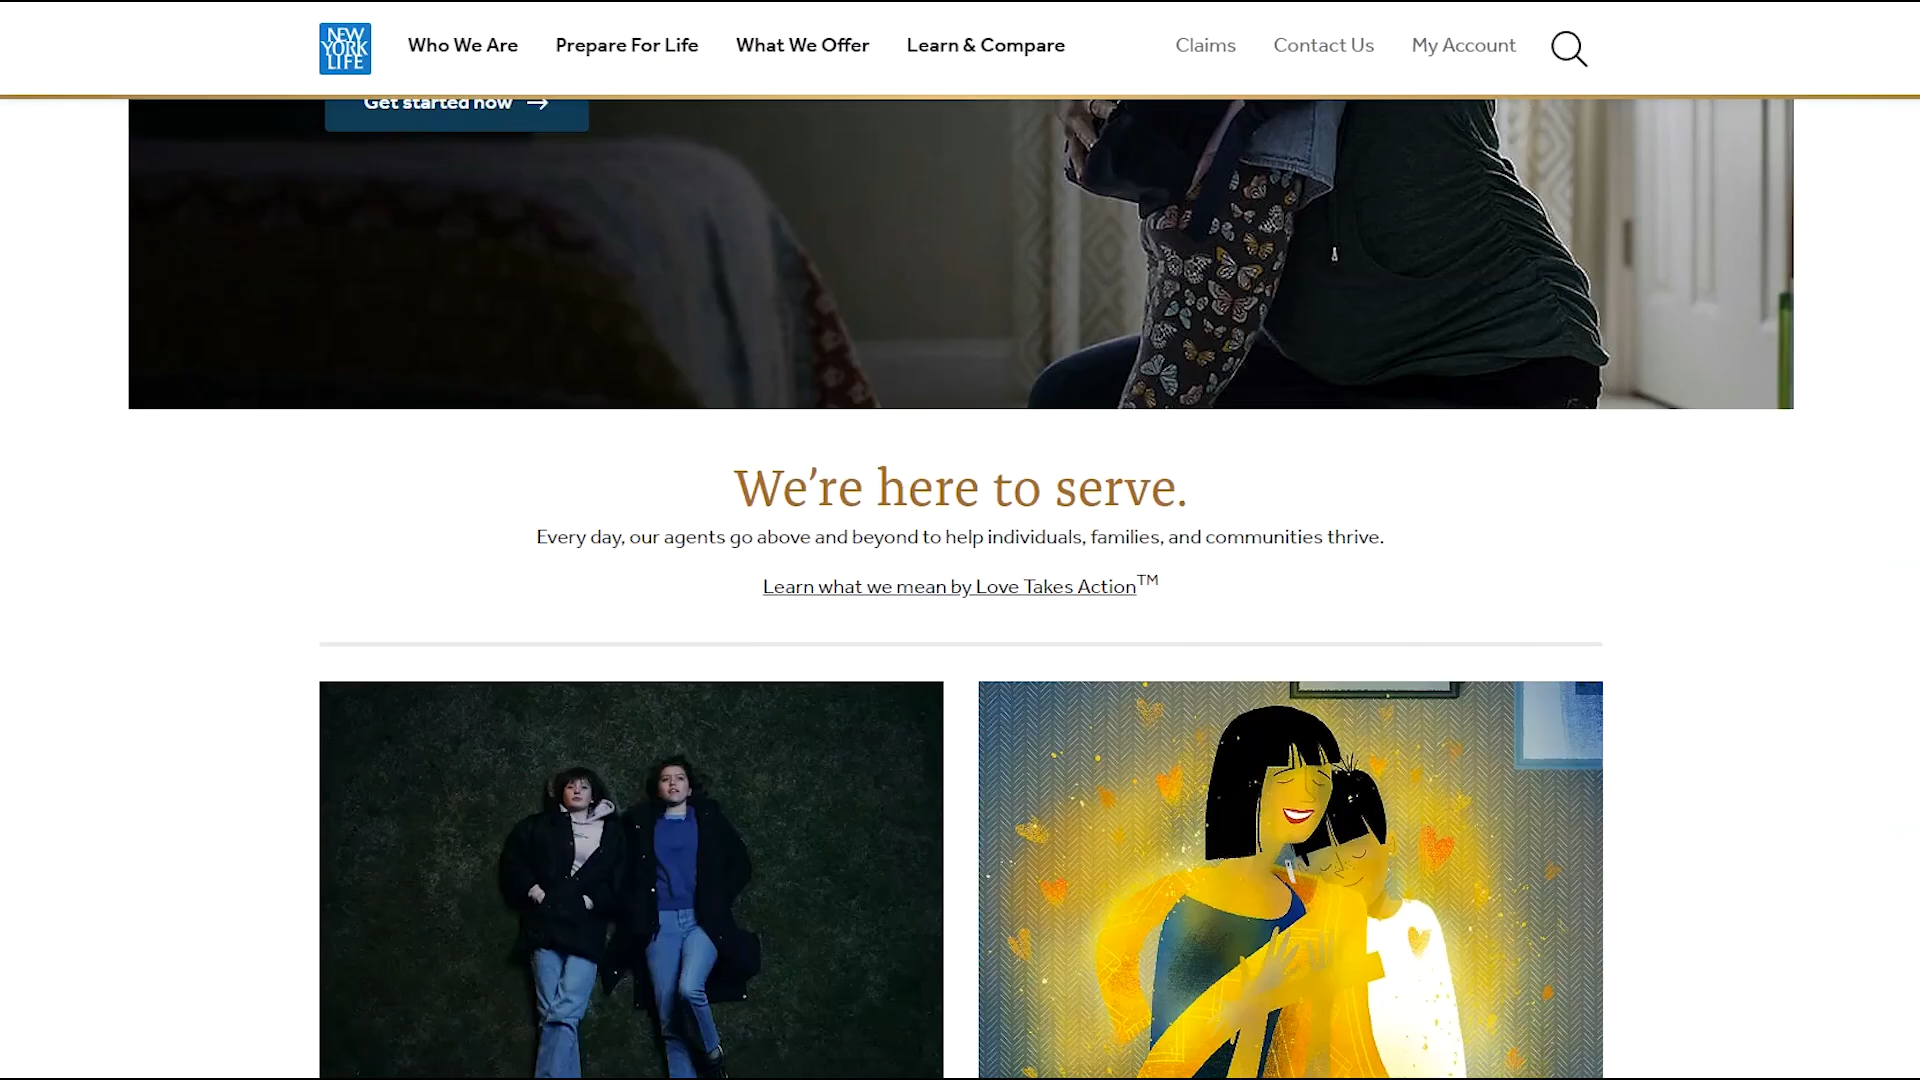 NEW
YORK
LIFE
Who We Are Prepare For Life What We Offer Learn & Compare Claims Contact Us My Account
Get started now →
We're here to serve.
Every day, our agents go above and beyond to help individuals, families, and communities thrive.
Learn what we mean by Love Takes Action™